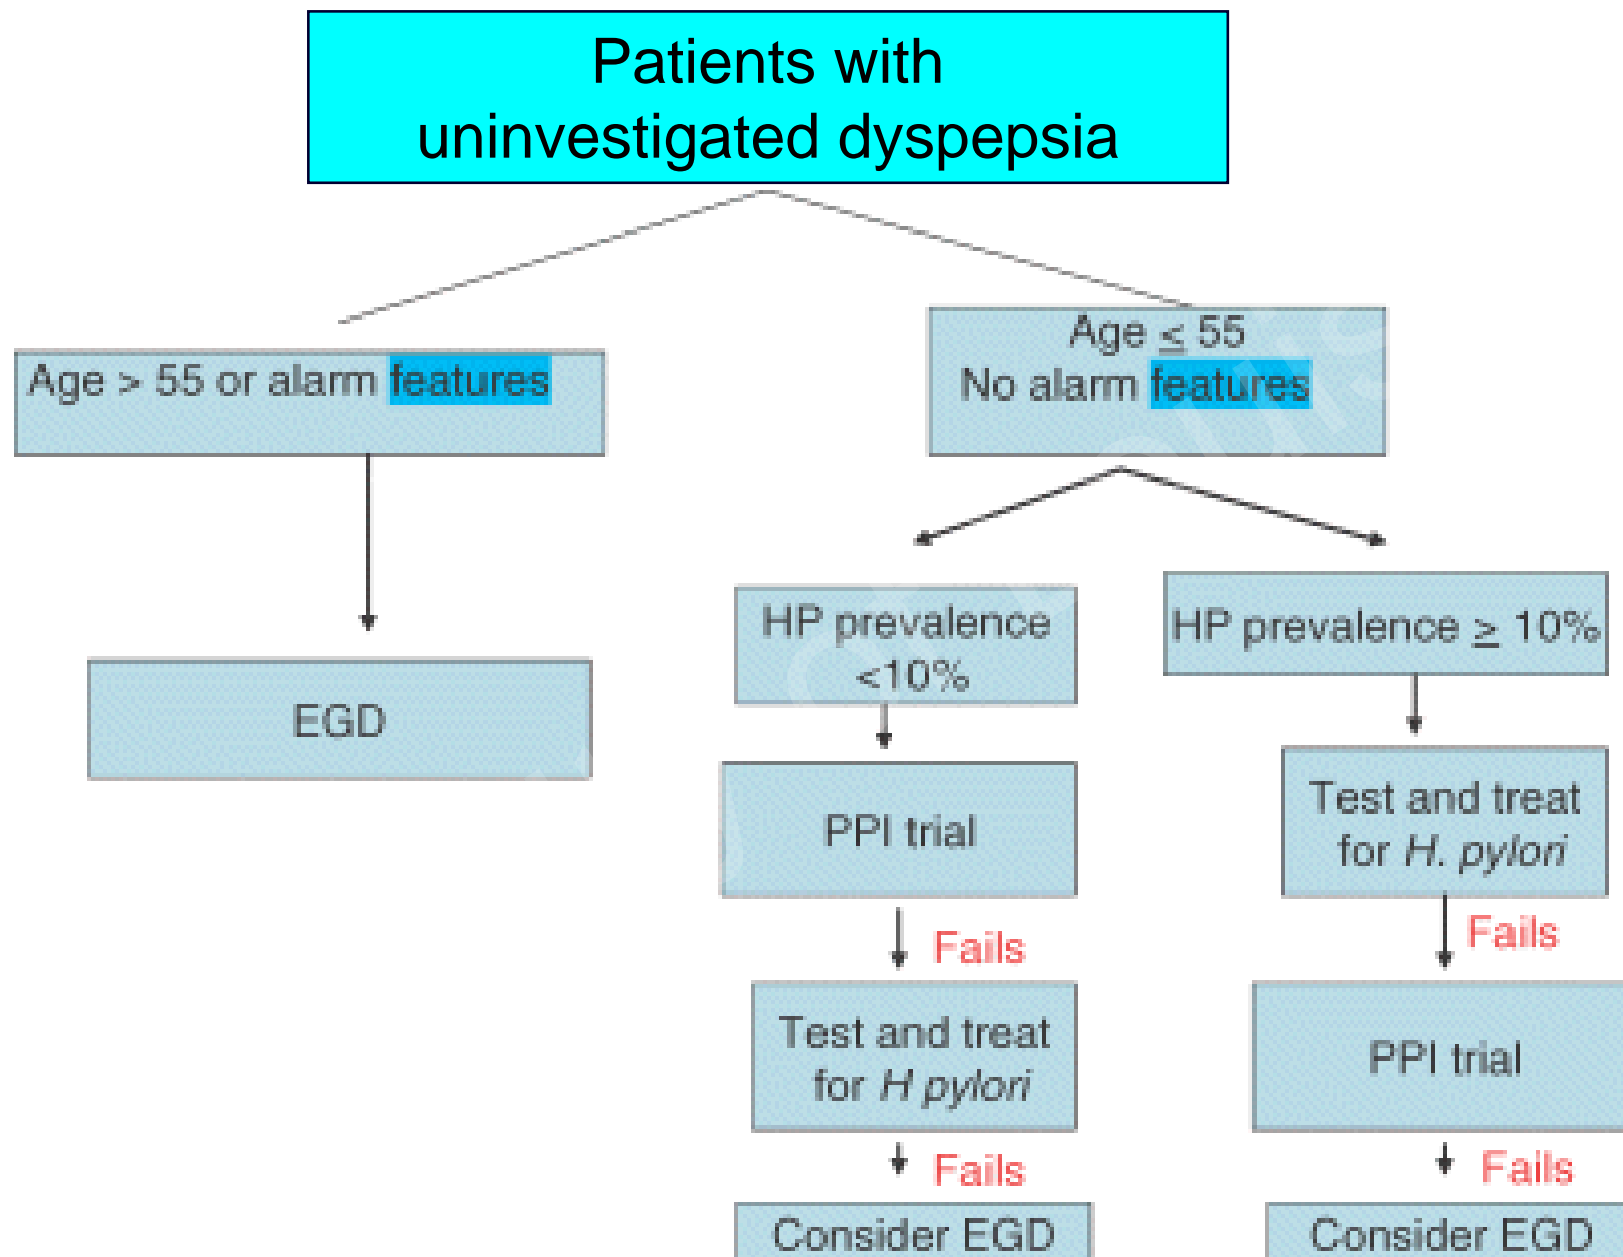 Patients with
uninvestigated dyspepsia
Age > 55 or alarm features
Age ≤ 55
No alarm features
EGD
HP prevalence
<10%
HP prevalence ≥ 10%
PPI trial
Test and treat
for H. pylori
Fails
Fails
Test and treat
for H pylori
PPI trial
Fails
Fails
Consider EGD
Consider EGD